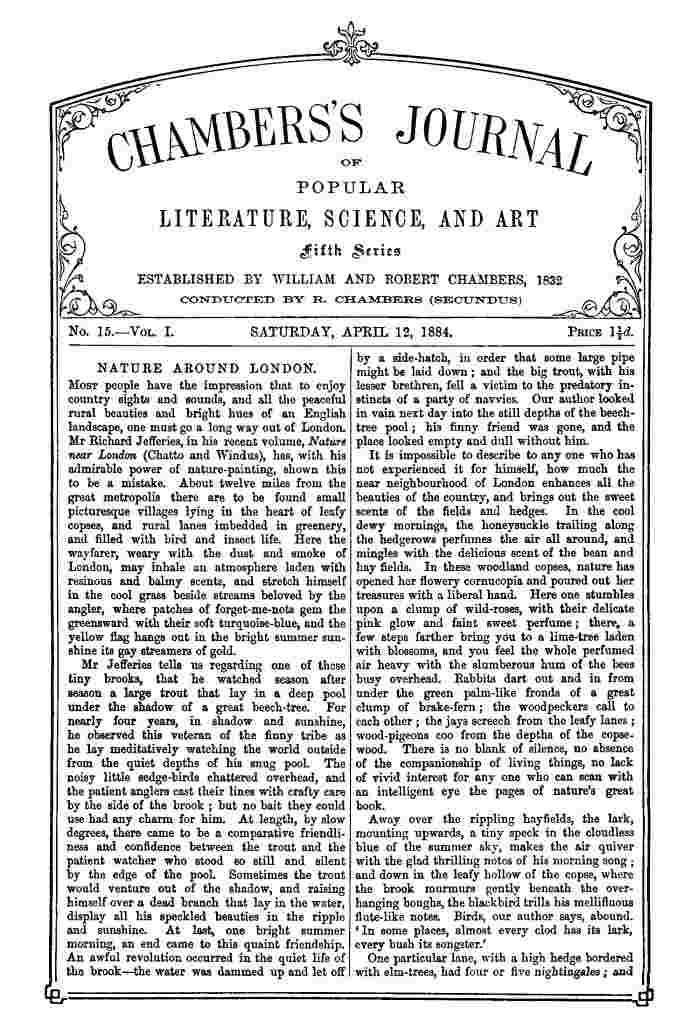 CHAMBERS'S JOURNAL
OF
POPULAR
LITERATURE, SCIENCE, AND ART
Fifth Series
ESTABLISHED BY WILLIAM AND ROBERT CHAMBERS, 1832
CONDUCTED BY R. CHAMBERS (SECUNDUS)
No. 15.—Vol. I. SATURDAY, APRIL 12, 1884. Price 1½d.
NATURE AROUND LONDON.
Most people have the impression that to enjoy
country sights and sounds, and all the peaceful
rural beauties and bright hues of an English
landscape, one must go a long way out of London.
Mr Richard Jefferies, in his recent volume, Nature
near London (Chatto and Windus), has, with his
admirable power of nature-painting, shown this
to be a mistake. About twelve miles from the
great metropolis there are to be found small
picturesque villages lying in the heart of leafy
copses, and rural lanes imbedded in greenery,
and filled with bird and insect life. Here the
wayfarer, weary with the dust and smoke of
London, may inhale an atmosphere laden with
resinous and balmy scents, and stretch himself
in the cool grass beside streams beloved by the
angler, where patches of forget-me-nots gem the
greensward with their soft turquoise-blue, and the
yellow flag hangs out in the bright summer sun-
shine its gay streamers of gold.
Mr Jefferies tells us regarding one of these
tiny brooks, that he watched season after
season a large trout that lay in a deep pool
under the shadow of a great beech-tree. For
nearly four years, in shadow and sunshine,
he observed this veteran of the finny tribe as
he lay meditatively watching the world outside
from the quiet depths of his snug pool. The
noisy little sedge-birds chattered overhead, and
the patient anglers cast their lines with crafty care
by the side of the brook; but no bait they could
use had any charm for him. At length, by slow
degrees, there came to be a comparative friendli-
ness and confidence between the trout and the
patient watcher who stood so still and silent
by the edge of the pool. Sometimes the trout
would venture out of the shadow, and raising
himself over a dead branch that lay in the water,
display all his speckled beauties in the ripple
and sunshine. At last, one bright summer
morning, an end came to this quaint friendship.
An awful revolution occurred in the quiet life of
the brook—the water was dammed up and let off
by a side-hatch, in order that some large pipe
might be laid down; and the big trout, with his
lesser brethren, fell a victim to the predatory in-
stincts of a party of navvies. Our author looked
in vain next day into the still depths of the beech-
tree pool; his finny friend was gone, and the
place looked empty and dull without him.
It is impossible to describe to any one who has
not experienced it for himself, how much the
near neighbourhood of London enhances all the
beauties of the country, and brings out the sweet
scents of the fields and hedges. In the cool
dewy mornings, the honeysuckle trailing along
the hedgerows perfumes the air all around, and
mingles with the delicious scent of the bean and
hay fields. In these woodland copses, nature has
opened her flowery cornucopia and poured out her
treasures with a liberal hand. Here one stumbles
upon a clump of wild-roses, with their delicate
pink glow and faint sweet perfume; there, a
few steps farther bring you to a lime-tree laden
with blossoms, and you feel the whole perfumed
air heavy with the slumberous hum of the bees
busy overhead. Rabbits dart out and in from
under the green palm-like fronds of a great
clump of brake-fern; the woodpeckers call to
each other; the jays screech from the leafy lanes;
wood-pigeons coo from the depths of the copse-
wood. There is no blank of silence, no absence
of the companionship of living things, no lack
of vivid interest for any one who can scan with
an intelligent eye the pages of nature's great
book.
Away over the rippling hayfields, the lark,
mounting upwards, a tiny speck in the cloudless
blue of the summer sky, makes the air quiver
with the glad thrilling notes of his morning song;
and down in the leafy hollow of the copse, where
the brook murmurs gently beneath the over-
hanging boughs, the blackbird trills his mellifluous
flute-like notes. Birds, our author says, abound.
'In some places, almost every clod has its lark,
every bush its songster.'
One particular lane, with a high hedge bordered
with elm-trees, had four or five nightingales; and